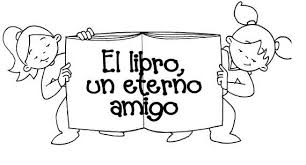 El libro,
un eterno
amigo